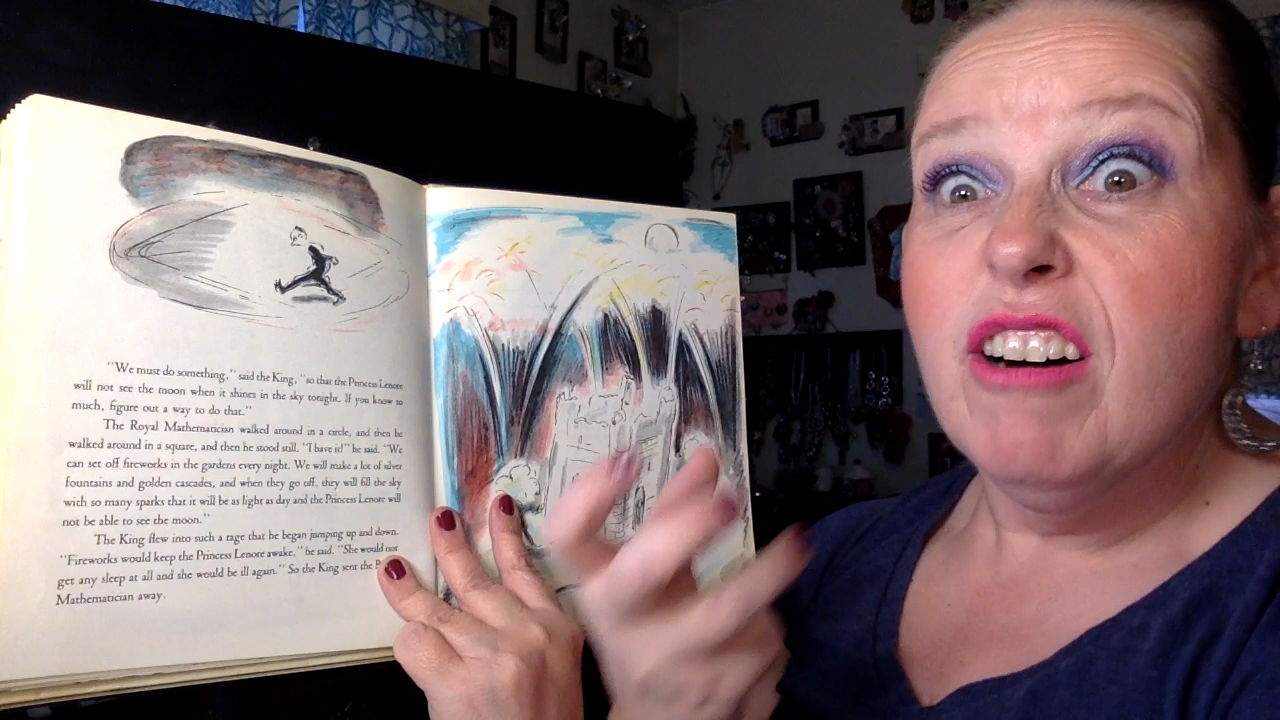 "We must do something," said the King, "so that the Princess Lenore
will not see the moon when it shines in the sky tonight. If you know so
much, figure out a way to do that."
The Royal Mathematician walked around in a circle, and then he
walked around in a square, and then he stood still. "I have it!" he said. "We
can set off fireworks in the gardens every night. We will make a lot of silver
fountains and golden cascades, and when they go off, they will fill the sky
with so many sparks that it will be as light as day and the Princess Lenore will
not be able to see the moon."
The King flew into such a rage that he began jumping up and down.
"Fireworks would keep the Princess Lenore awake," he said. "She would not
get any sleep at all and she would be ill again." So the King sent the
Mathematician away.